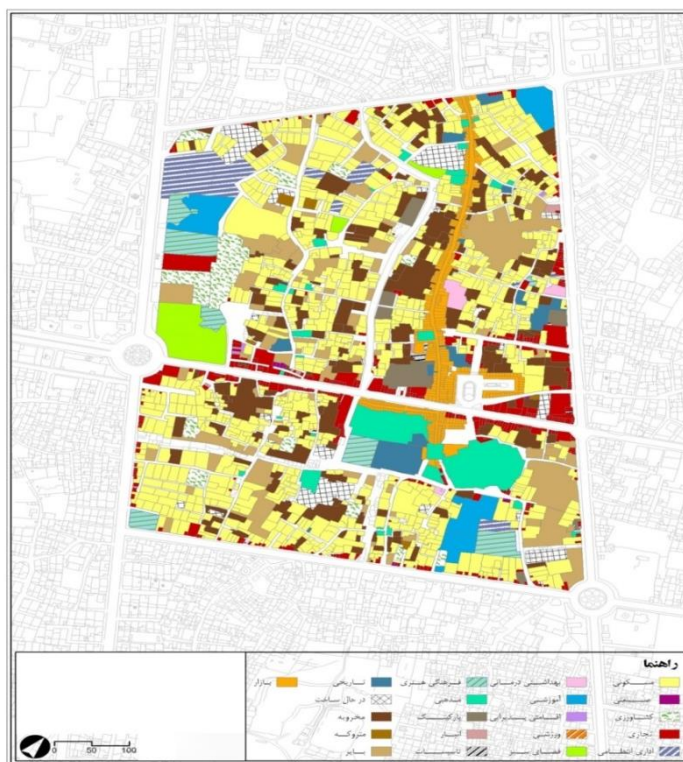 راهنما
مسکونی بهداشتی درمانی فرهنگی هنری تاریخی بازار
صنعتی آموزشی مذهبی در حال ساخت
کشاورزی اقامتی پذیرایی پارکینگ مخروبه
تجاری ورزشی انبار متروکه
اداری انتظامی فضای سبز تاسیسات بایر
0 50 100